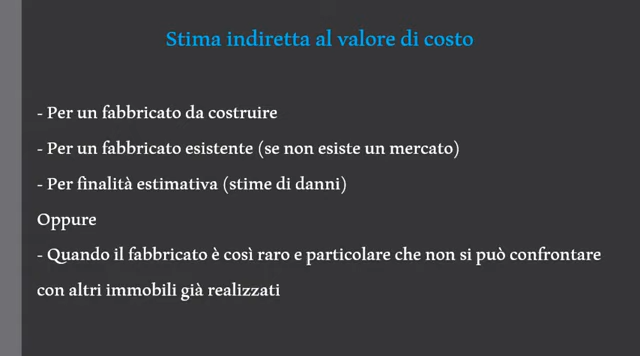 Stima indiretta al valore di costo
- Per un fabbricato da costruire
- Per un fabbricato esistente (se non esiste un mercato)
- Per finalità estimativa (stime di danni)
Oppure
- Quando il fabbricato è così raro e particolare che non si può confrontare
con altri immobili già realizzati